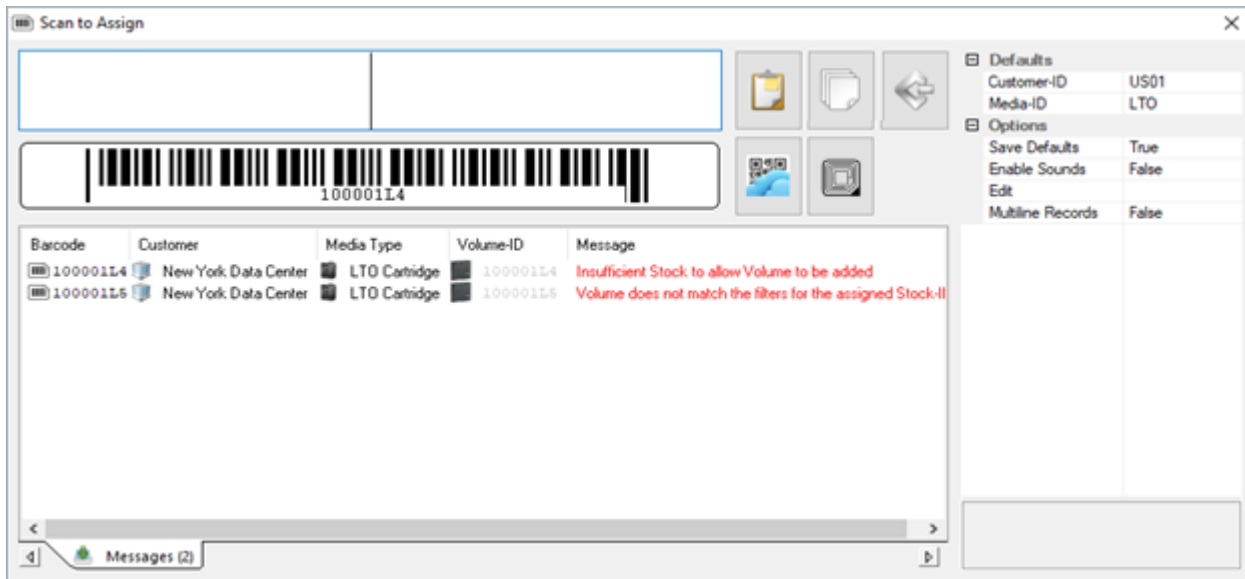 Scan to Assign
Defaults
Customer-ID US01
Media-ID LTO
Options
Save Defaults True
Enable Sounds False
Edit
Multiline Records False
100001L4
Barcode Customer Media Type Volume-ID Message
100001L4 New York Data Center LTO Cartridge 100001L4 Insufficient Stock to allow Volume to be added
100001L5 New York Data Center LTO Cartridge 100001L5 Volume does not match the filters for the assigned Stock-II
Messages (2)